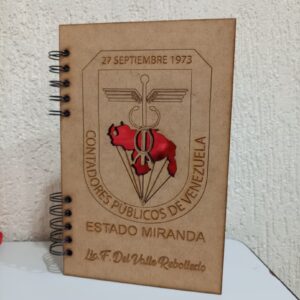 27 SEPTIEMBRE 1973
CONTADORES PÚBLICOS DE VENEZUELA
ESTADO MIRANDA
Lic. F. Del Valle Rebolledo